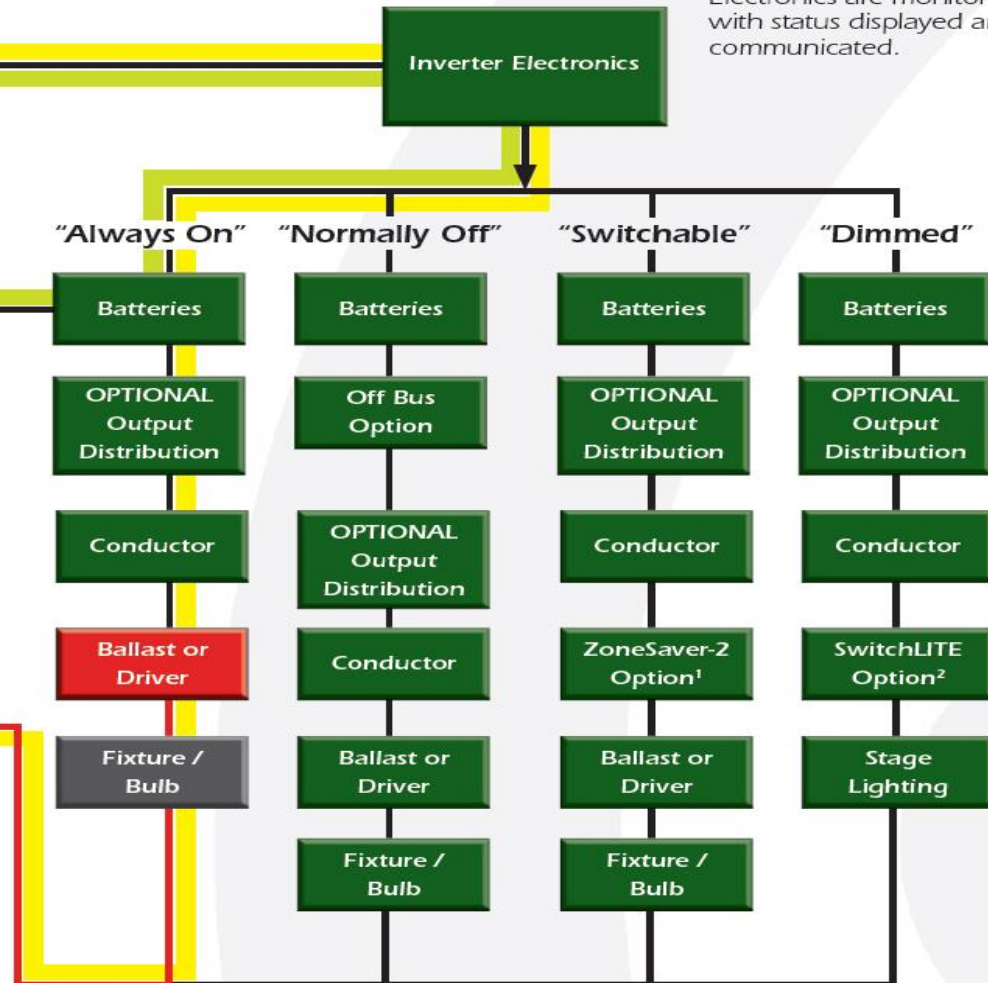 Electronics are monitor
with status displayed a
communicated.
Inverter Electronics
“Always On”
“Normally Off”
“Switchable”
“Dimmed”
Batteries
OPTIONAL
Output
Distribution
Conductor
Ballast or
Driver
Fixture /
Bulb
Batteries
Off Bus
Option
OPTIONAL
Output
Distribution
Conductor
Ballast or
Driver
Fixture /
Bulb
Batteries
OPTIONAL
Output
Distribution
Conductor
ZoneSaver-2
Option¹
Ballast or
Driver
Fixture /
Bulb
Batteries
OPTIONAL
Output
Distribution
Conductor
SwitchLITE
Option²
Stage
Lighting